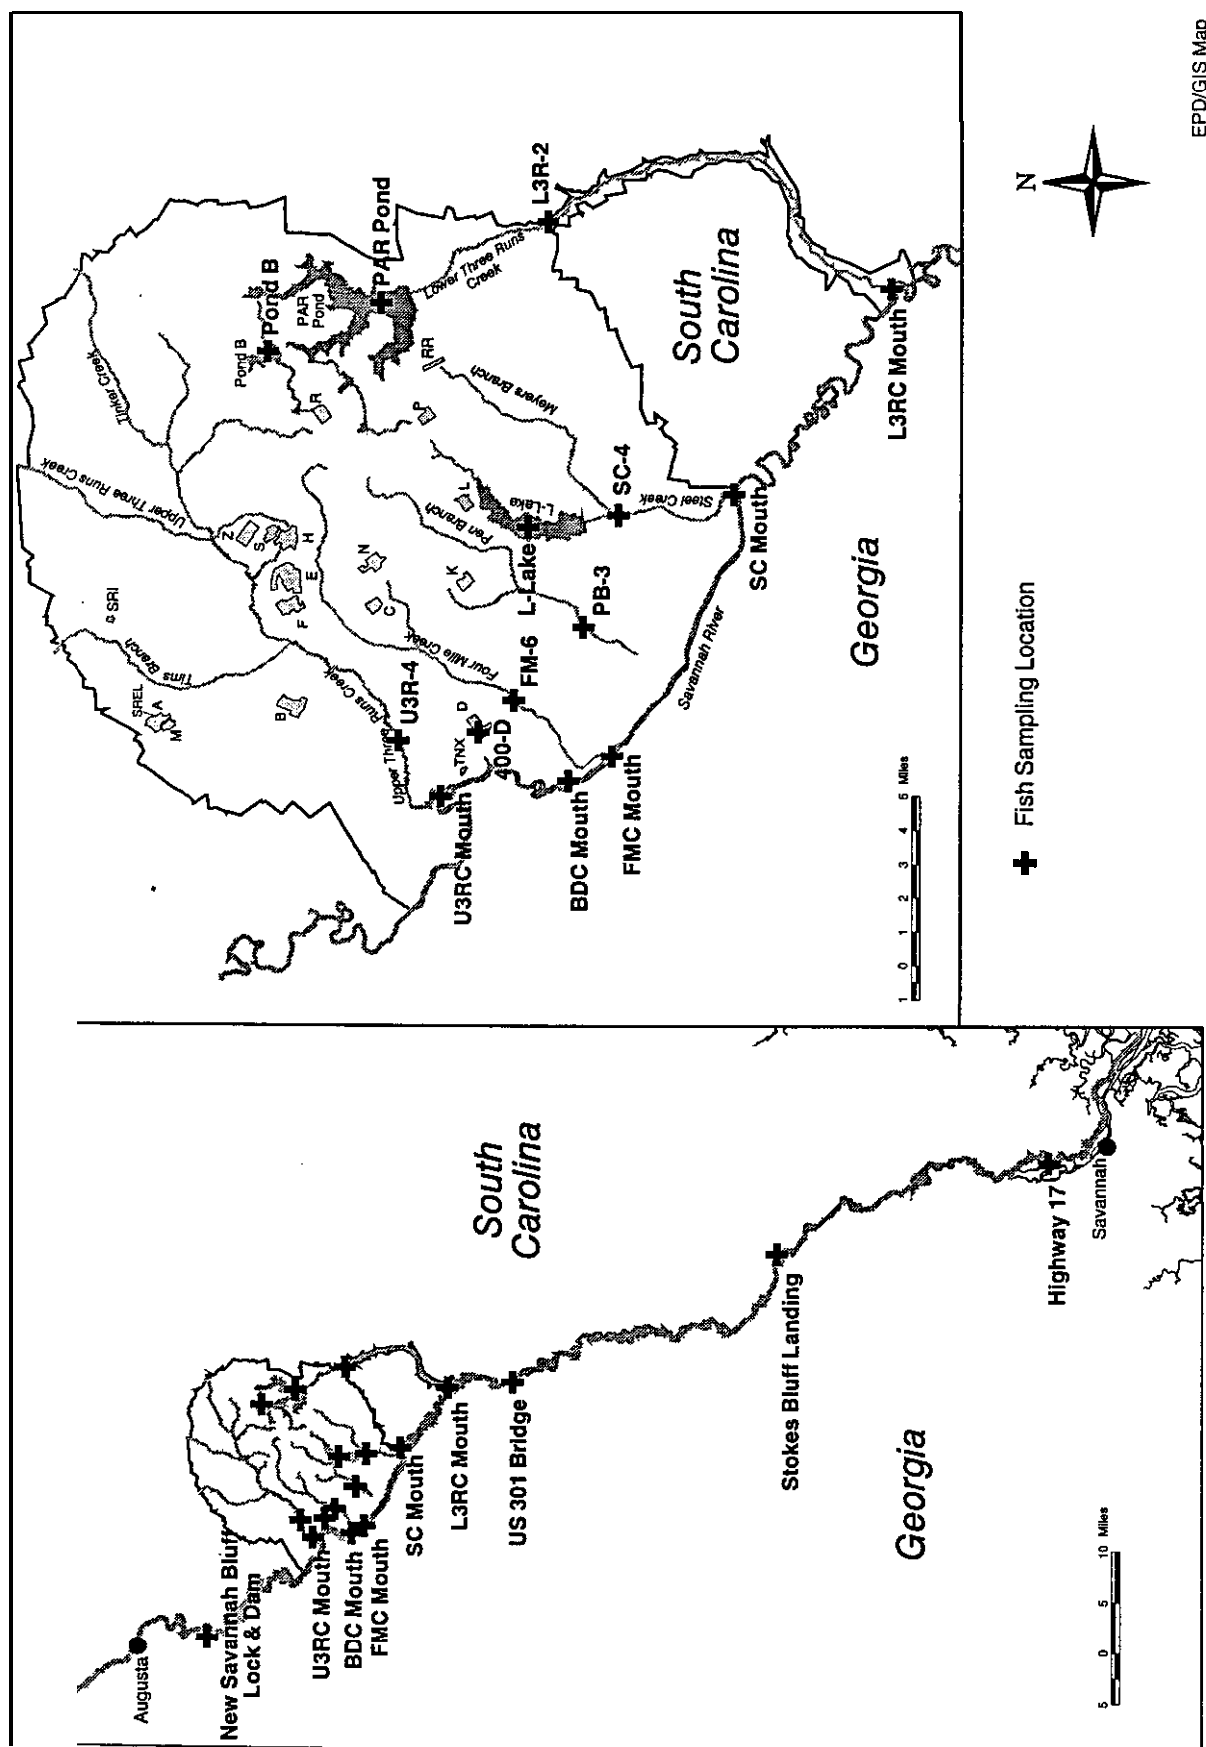 EPD/GIS Map
N
Fish Sampling Location
Tinker Creek
Upper Three Runs Creek
Pond B
Pond B
PAR
Pond
PAR Pond
Lower Three Runs
Creek
L3R-2
RR
R
P
Meyers Branch
South
Carolina
SRI
Tims
Branch
SREL
A
M
Z
S
H
E
F
B
N
C
K
L
L-Lake
L-Lake
Pen Branch
SC-4
Steel Creek
PB-3
Four Mile Creek
FM-6
Upper Three
Runs Creek
U3R-4
D
400-D
TNX
U3RC Mouth
BDC Mouth
FMC Mouth
Savannah River
SC Mouth
L3RC Mouth
Georgia
1 0 1 2 3 4 5 Miles
Augusta
New Savannah Bluff
Lock & Dam
U3RC Mouth
BDC Mouth
FMC Mouth
SC Mouth
L3RC Mouth
US 301 Bridge
South
Carolina
Stokes Bluff Landing
Georgia
Highway 17
Savannah
5 0 5 10 Miles